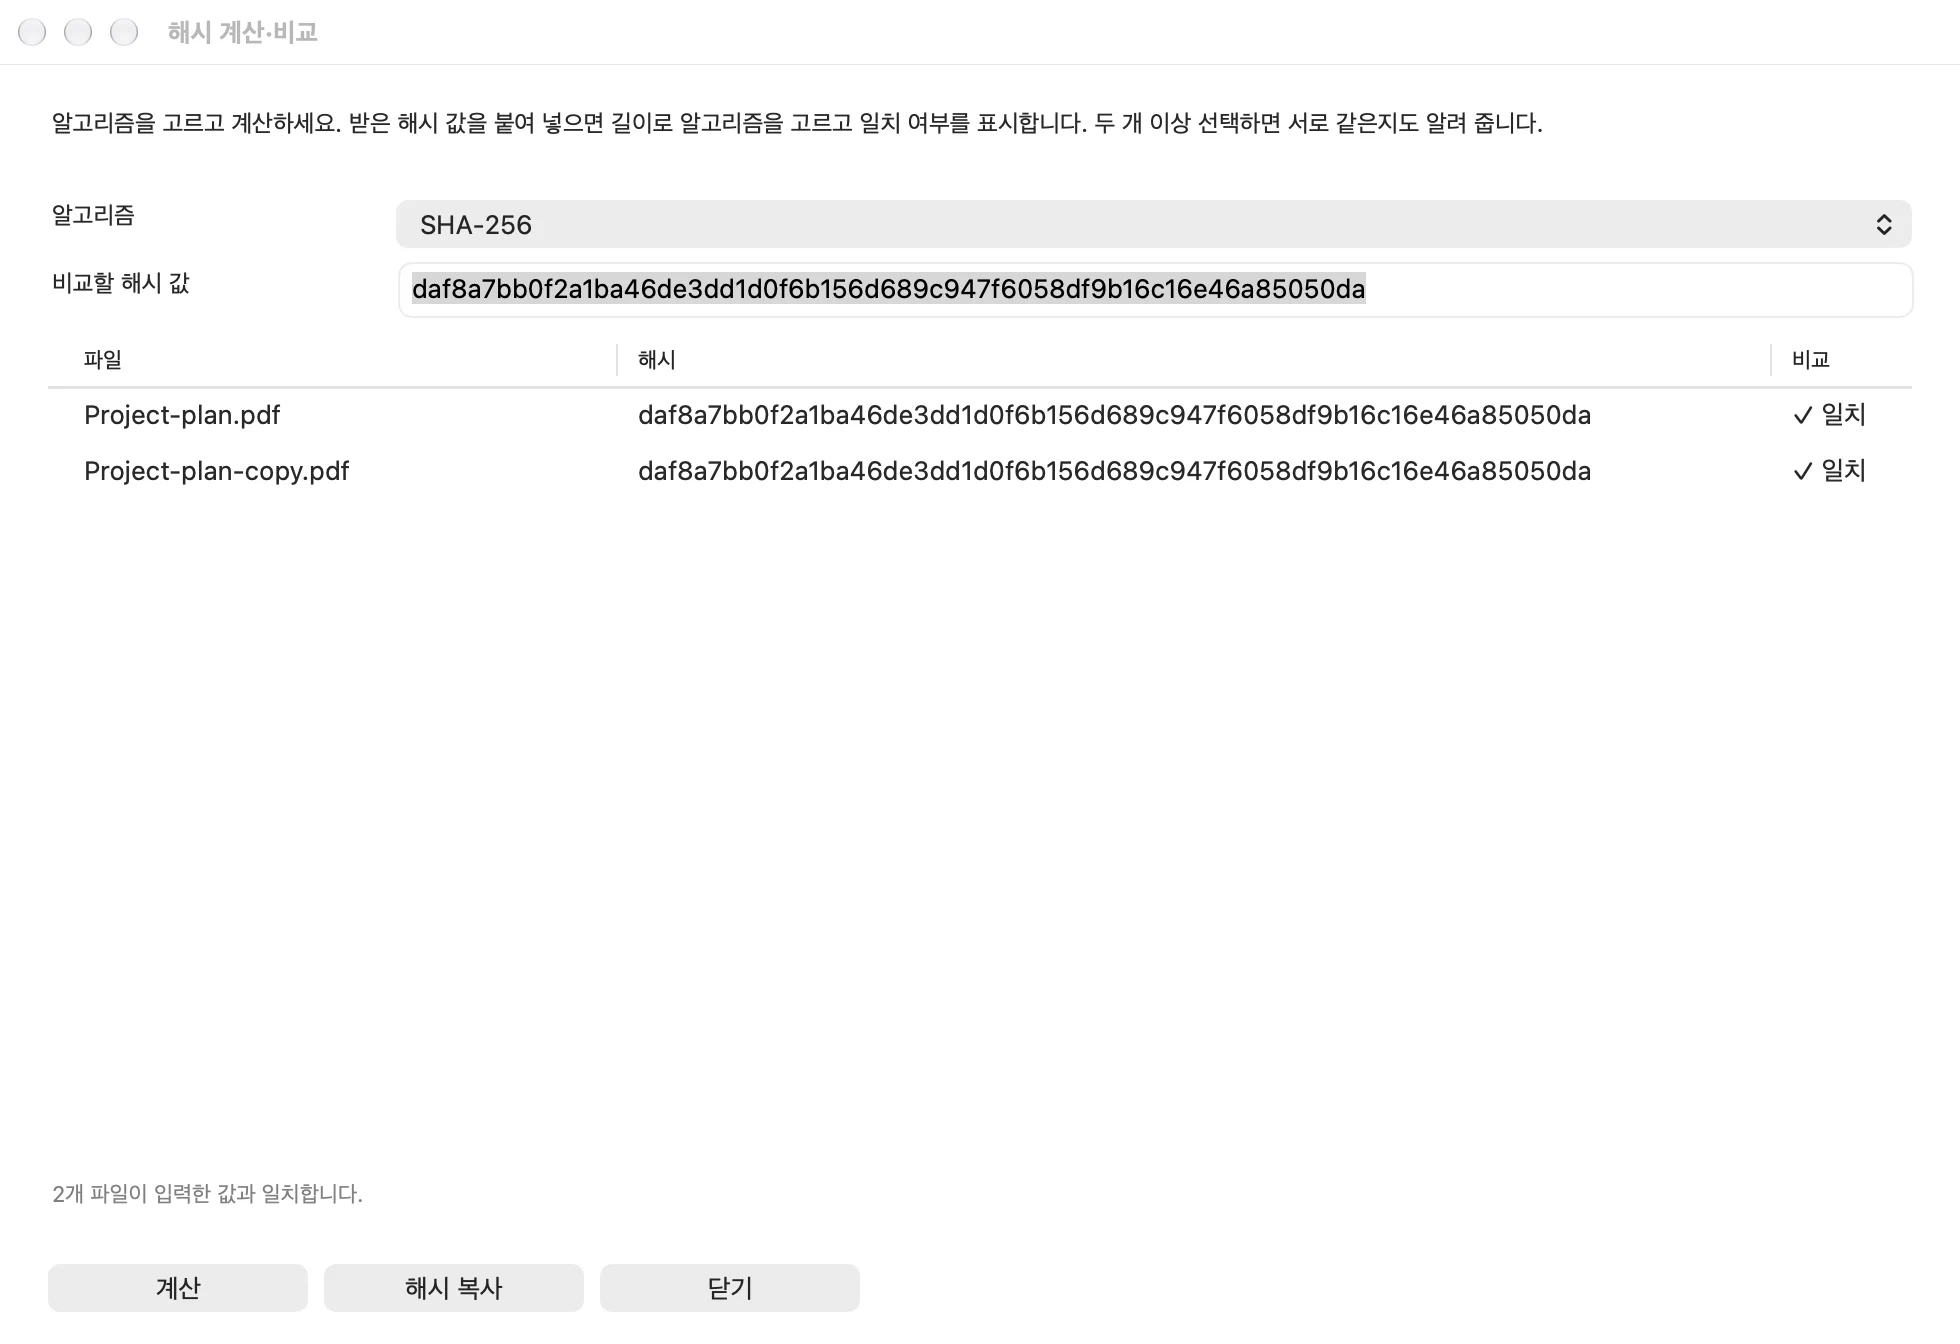 해시 계산·비교
알고리즘을 고르고 계산하세요. 받은 해시 값을 붙여 넣으면 길이로 알고리즘을 고르고 일치 여부를 표시합니다. 두 개 이상 선택하면 서로 같은지도 알려 줍니다.
알고리즘 SHA-256
비교할 해시 값 daf8a7bb0f2a1ba46de3dd1d0f6b156d689c947f6058df9b16c16e46a85050da
파일 해시 비교
Project-plan.pdf daf8a7bb0f2a1ba46de3dd1d0f6b156d689c947f6058df9b16c16e46a85050da ✓ 일치
Project-plan-copy.pdf daf8a7bb0f2a1ba46de3dd1d0f6b156d689c947f6058df9b16c16e46a85050da ✓ 일치
2개 파일이 입력한 값과 일치합니다.
계산 해시 복사 닫기